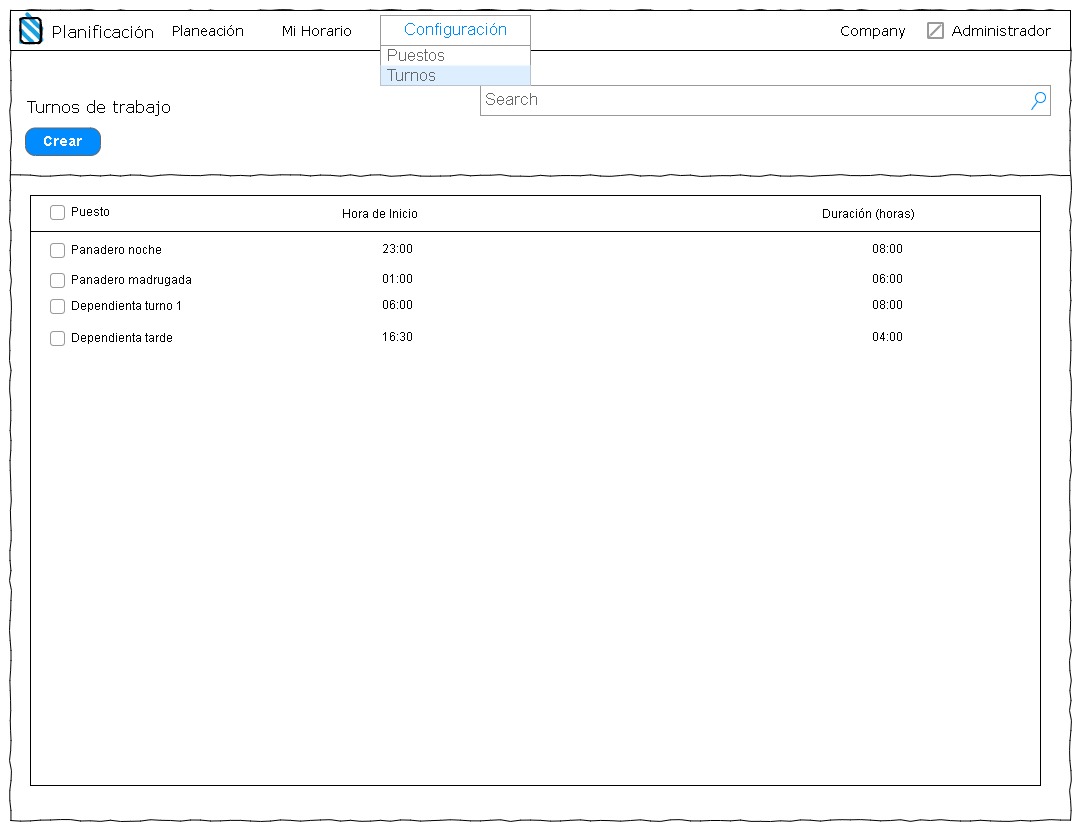 Planificación Planeación Mi Horario Configuración Company Administrador
Puestos
Turnos
Search
Turnos de trabajo
Crear
Puesto Hora de Inicio Duración (horas)
Panadero noche 23:00 08:00
Panadero madrugada 01:00 06:00
Dependienta turno 1 06:00 08:00
Dependienta tarde 16:30 04:00